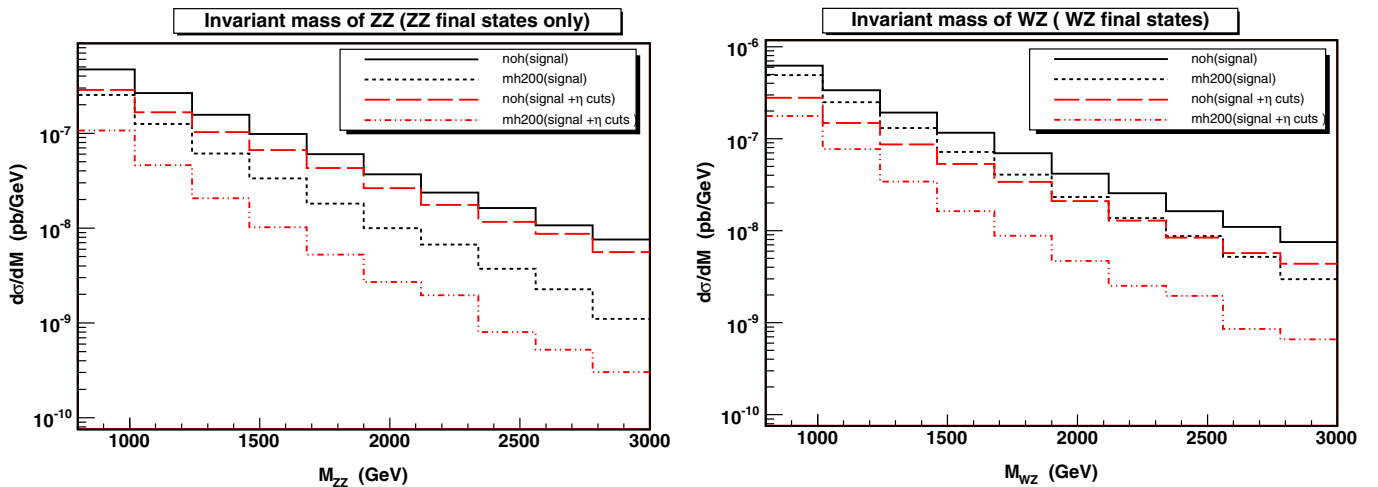 Invariant mass of ZZ (ZZ final states only)
noh(signal)
mh200(signal)
noh(signal +η cuts)
mh200(signal +η cuts )
10^-7
10^-8
10^-9
10^-10
dσ/dM (pb/GeV)
1000 1500 2000 2500 3000
M_ZZ (GeV)
Invariant mass of WZ ( WZ final states)
noh(signal)
mh200(signal)
noh(signal +η cuts)
mh200(signal +η cuts )
10^-6
10^-7
10^-8
10^-9
10^-10
dσ/dM (pb/GeV)
1000 1500 2000 2500 3000
M_WZ (GeV)